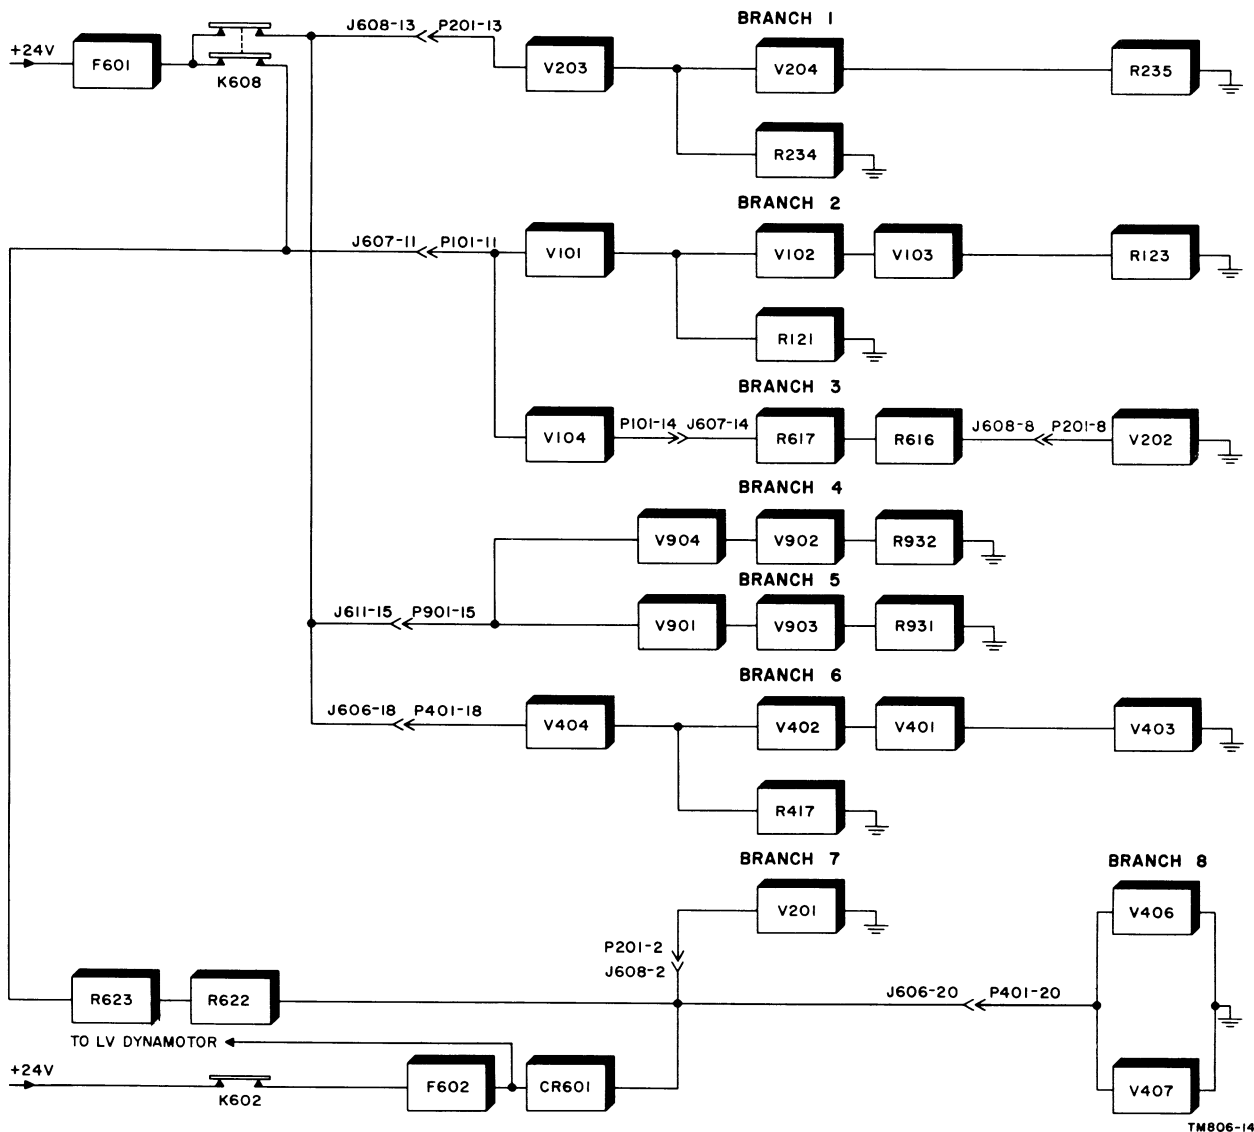 BRANCH 1
J608-13 P201-13
+24V
F601
K608
V203
V204
R235
R234
BRANCH 2
J607-11 P101-11
V101
V102
V103
R123
R121
BRANCH 3
V104
P101-14 J607-14
R617
R616
J608-8 P201-8
V202
BRANCH 4
V904
V902
R932
BRANCH 5
J611-15 P901-15
V901
V903
R931
BRANCH 6
J606-18 P401-18
V404
V402
V401
V403
R417
BRANCH 7
BRANCH 8
V201
V406
P201-2
J608-2
R623
R622
J606-20 P401-20
TO LV DYNAMOTOR
+24V
K602
F602
CR601
V407
TM806-14